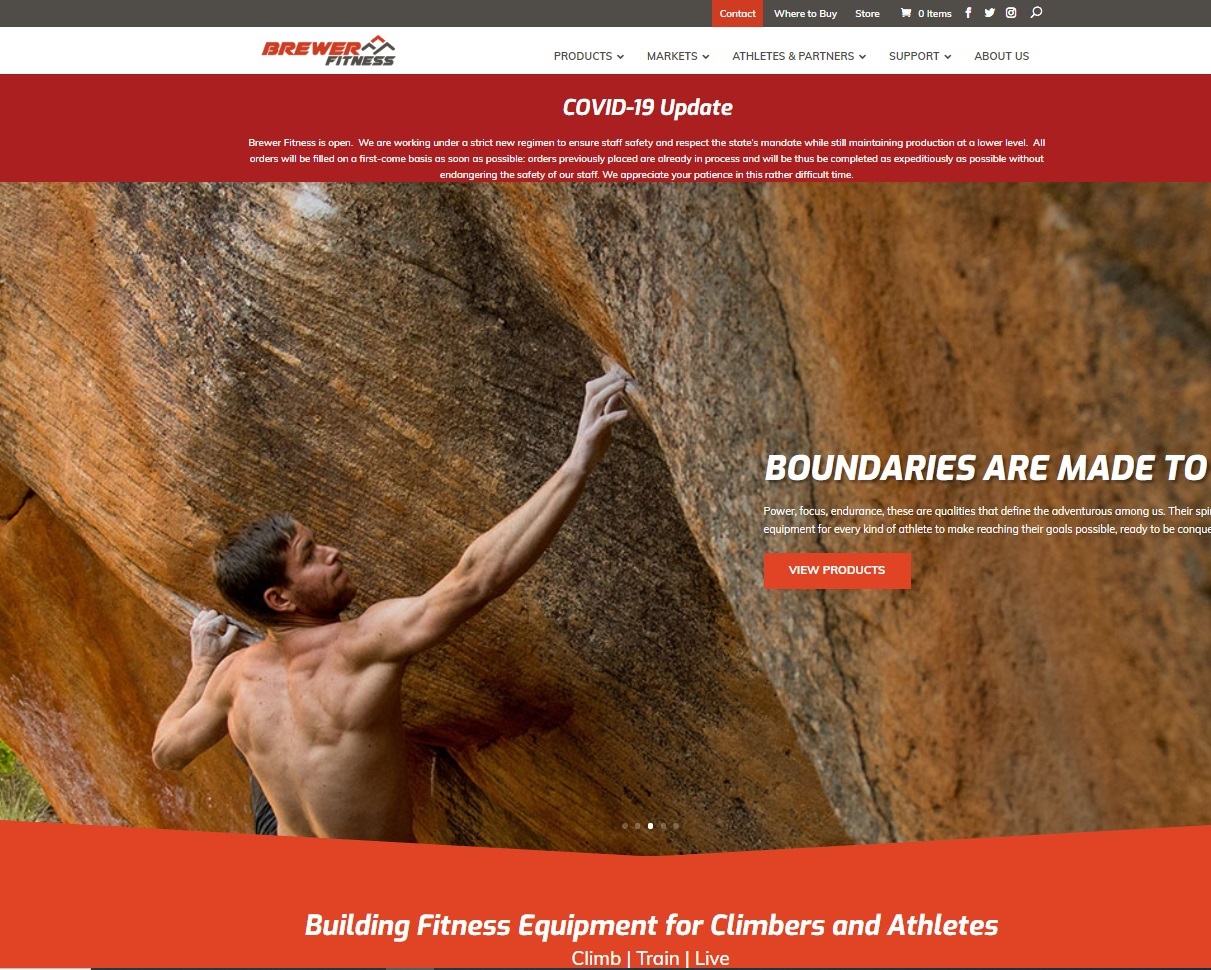 Contact Where to Buy Store 0 Items
BREWER
FITNESS
PRODUCTS MARKETS ATHLETES & PARTNERS SUPPORT ABOUT US
COVID-19 Update
Brewer Fitness is open. We are working under a strict new regimen to ensure staff safety and respect the state's mandate while still maintaining production at a lower level. All
orders will be filled on a first-come basis as soon as possible: orders previously placed are already in process and will be thus be completed as expeditiously as possible without
endangering the safety of our staff. We appreciate your patience in this rather difficult time.
BOUNDARIES ARE MADE TO
Power, focus, endurance, these are qualities that define the adventurous among us. Their
equipment for every kind of athlete to make reaching their goals possible, ready to be
VIEW PRODUCTS
Building Fitness Equipment for Climbers and Athletes
Climb | Train | Live